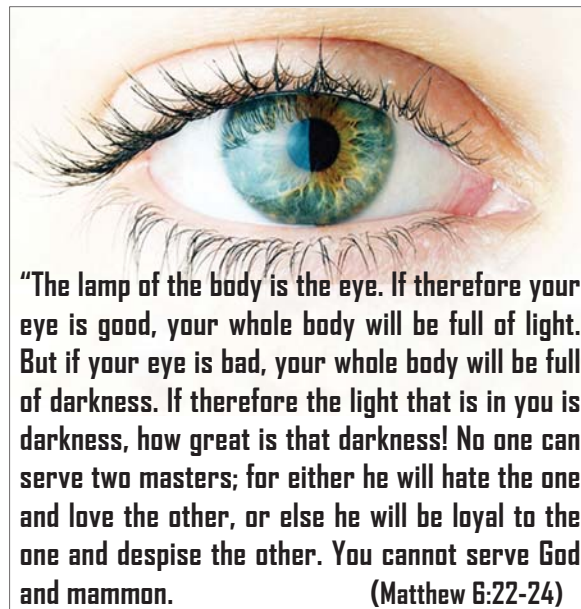 “The lamp of the body is the eye. If therefore your
eye is good, your whole body will be full of light.
But if your eye is bad, your whole body will be full
of darkness. If therefore the light that is in you is
darkness, how great is that darkness! No one can
serve two masters; for either he will hate the one
and love the other, or else he will be loyal to the
one and despise the other. You cannot serve God
and mammon. (Matthew 6:22-24)